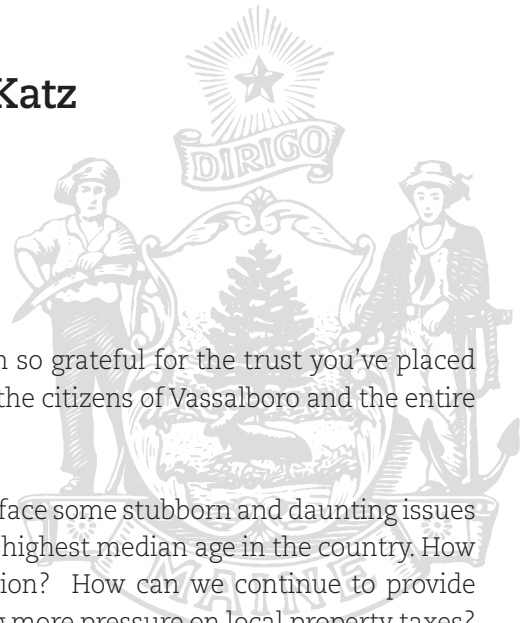 Katz
DIRIGO
so grateful for the trust you’ve placed
the citizens of Vassalboro and the entire
face some stubborn and daunting issues
highest median age in the country. How
tion? How can we continue to provide
more pressure on local property taxes?
MAINE